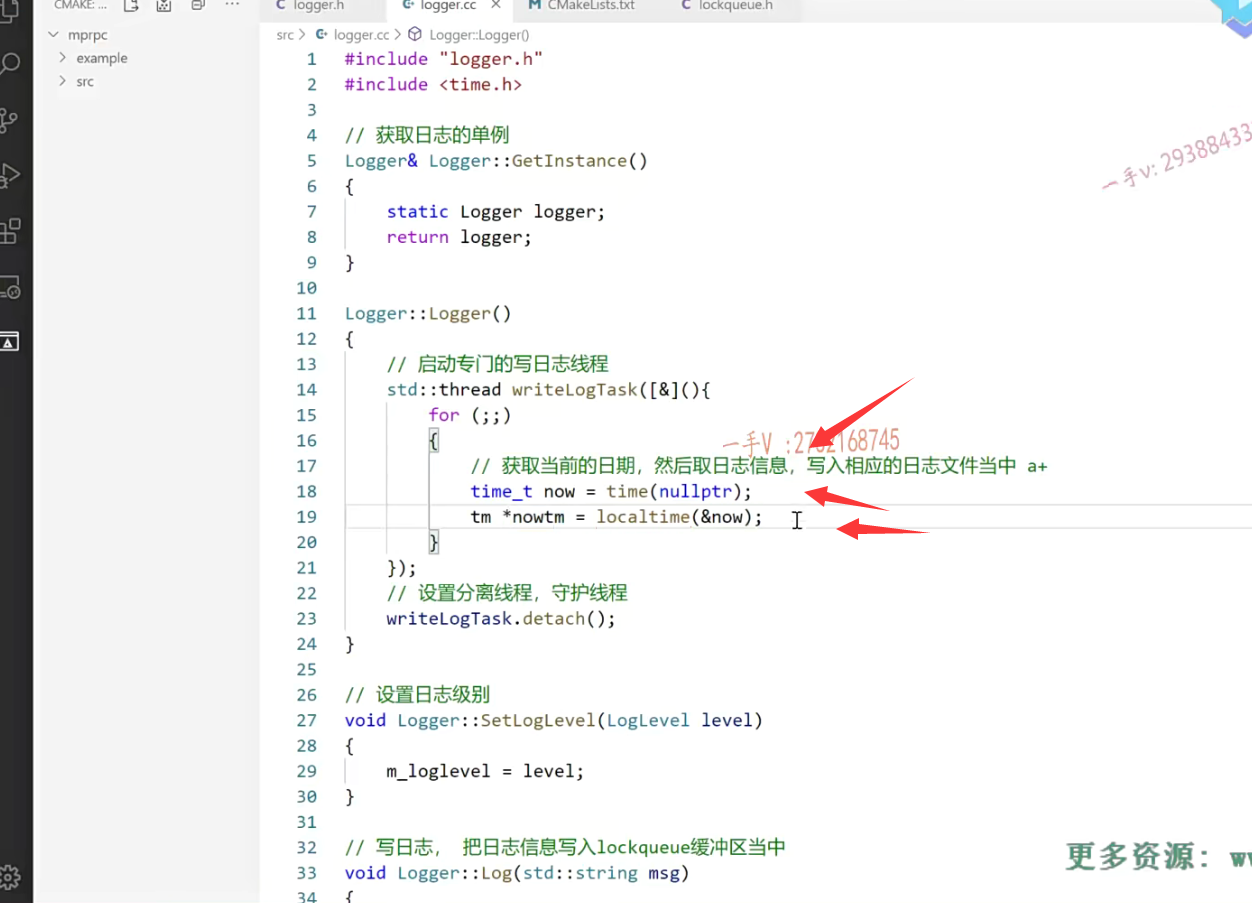 CMAKE: ...
logger.h
logger.cc
CMakeLists.txt
lockqueue.h
mprpc
example
src
src > logger.cc > Logger::Logger()
1 #include "logger.h"
2 #include <time.h>
3
4 // 获取日志的单例
5 Logger& Logger::GetInstance()
6 {
7 static Logger logger;
8 return logger;
9 }
10
11 Logger::Logger()
12 {
13 // 启动专门的写日志线程
14 std::thread writeLogTask([&](){
15 for (;;)
16 {
17 // 获取当前的日期，然后取日志信息，写入相应的日志文件当中 a+
18 time_t now = time(nullptr);
19 tm *nowtm = localtime(&now);
20 }
21 });
22 // 设置分离线程，守护线程
23 writeLogTask.detach();
24 }
25
26 // 设置日志级别
27 void Logger::SetLogLevel(LogLevel level)
28 {
29 m_loglevel = level;
30 }
31
32 // 写日志， 把日志信息写入lockqueue缓冲区当中
33 void Logger::Log(std::string msg)
34 {
一手v: 29388433
一手V :2762168745
更多资源：